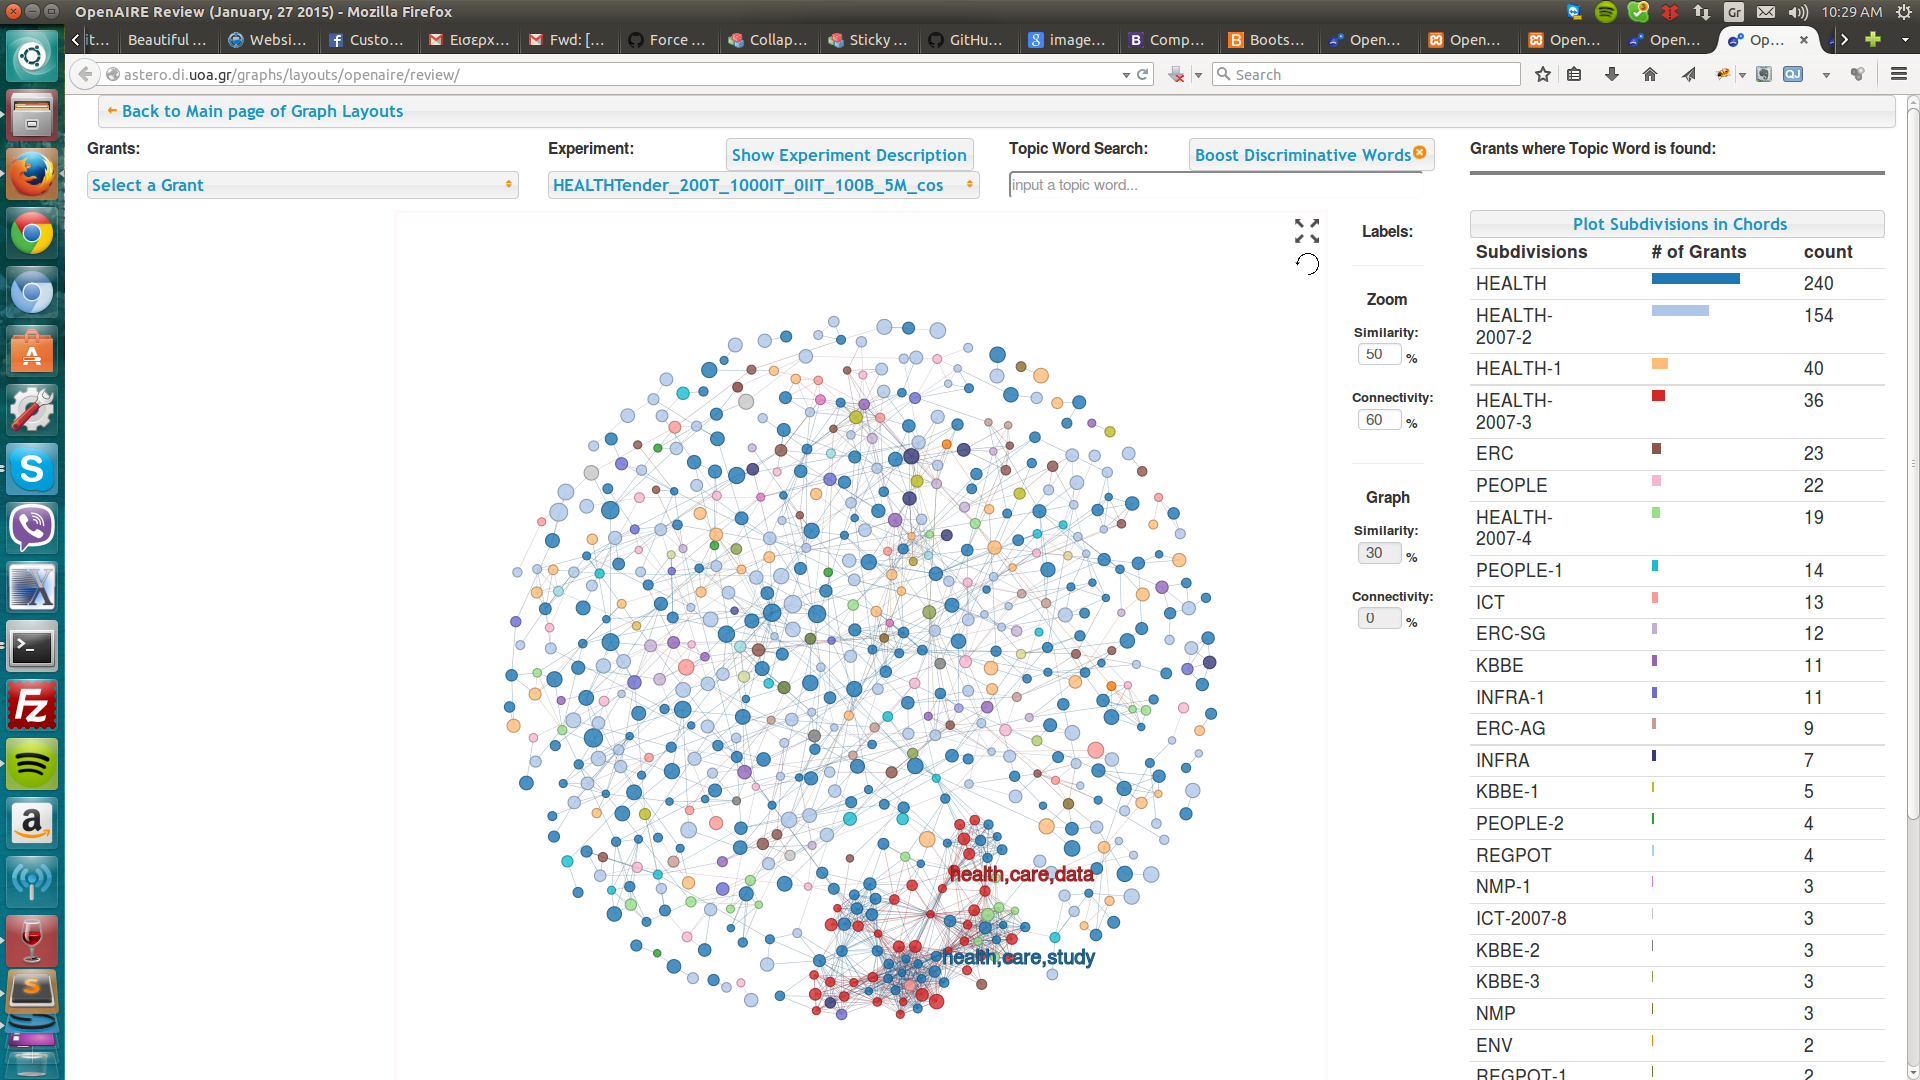 OpenAIRE Review (January, 27 2015) - Mozilla Firefox
Gr
10:29 AM
it...
Beautiful ...
Websi...
Custo...
Εισερχ...
Fwd: [...
Force ...
Collap...
Sticky ...
GitHu...
image...
Comp...
Boots...
Open...
Open...
Open...
Open...
Op...
astero.di.uoa.gr/graphs/layouts/openaire/review/
Search
Back to Main page of Graph Layouts
Grants:
Select a Grant
Experiment:
Show Experiment Description
HEALTHTender_200T_1000IT_0IIT_100B_5M_cos
Topic Word Search:
Boost Discriminative Words
input a topic word...
Grants where Topic Word is found:
Labels:
Zoom
Similarity:
50 %
Connectivity:
60 %
Graph
Similarity:
30 %
Connectivity:
0 %
health,care,data
health,care,study
Plot Subdivisions in Chords
Subdivisions # of Grants count
HEALTH 240
HEALTH-
2007-2 154
HEALTH-1 40
HEALTH-
2007-3 36
ERC 23
PEOPLE 22
HEALTH-
2007-4 19
PEOPLE-1 14
ICT 13
ERC-SG 12
KBBE 11
INFRA-1 11
ERC-AG 9
INFRA 7
KBBE-1 5
PEOPLE-2 4
REGPOT 4
NMP-1 3
ICT-2007-8 3
KBBE-2 3
KBBE-3 3
NMP 3
ENV 2
REGPOT-1 2